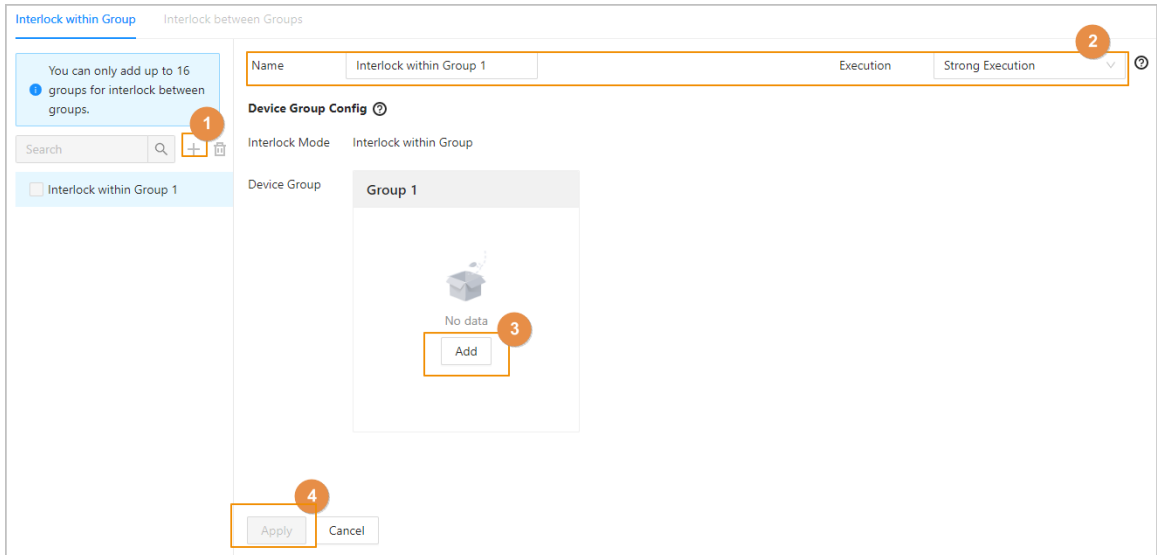 Interlock within Group
Interlock between Groups
You can only add up to 16
groups for interlock between
groups.
1
Search
Interlock within Group 1
2
Name
Interlock within Group 1
Execution
Strong Execution
Device Group Config
Interlock Mode
Interlock within Group
Device Group
Group 1
No data
3
Add
4
Apply
Cancel